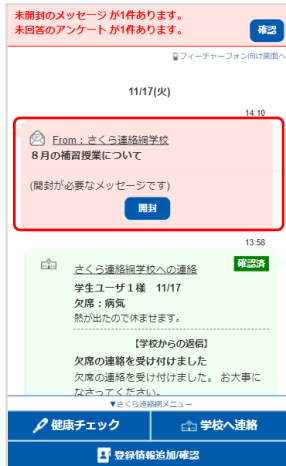 未開封のメッセージ が1件あります。
未回答のアンケート が1件あります。
確認
フィーチャーフォン向け画面へ
11/17(火)
14:10
From：さくら連絡網学校
８月の補習授業について
(開封が必要なメッセージです)
開封
13:58
さくら連絡網学校への連絡
確認済
学生ユーザ１様 11/17
欠席：病気
熱が出たので休ませます。
【学校からの返信】
欠席の連絡を受け付けました
欠席の連絡を受け付けました。 お大事に
なさってください。
▼さくら連絡網メニュー
健康チェック
学校へ連絡
登録情報追加/確認